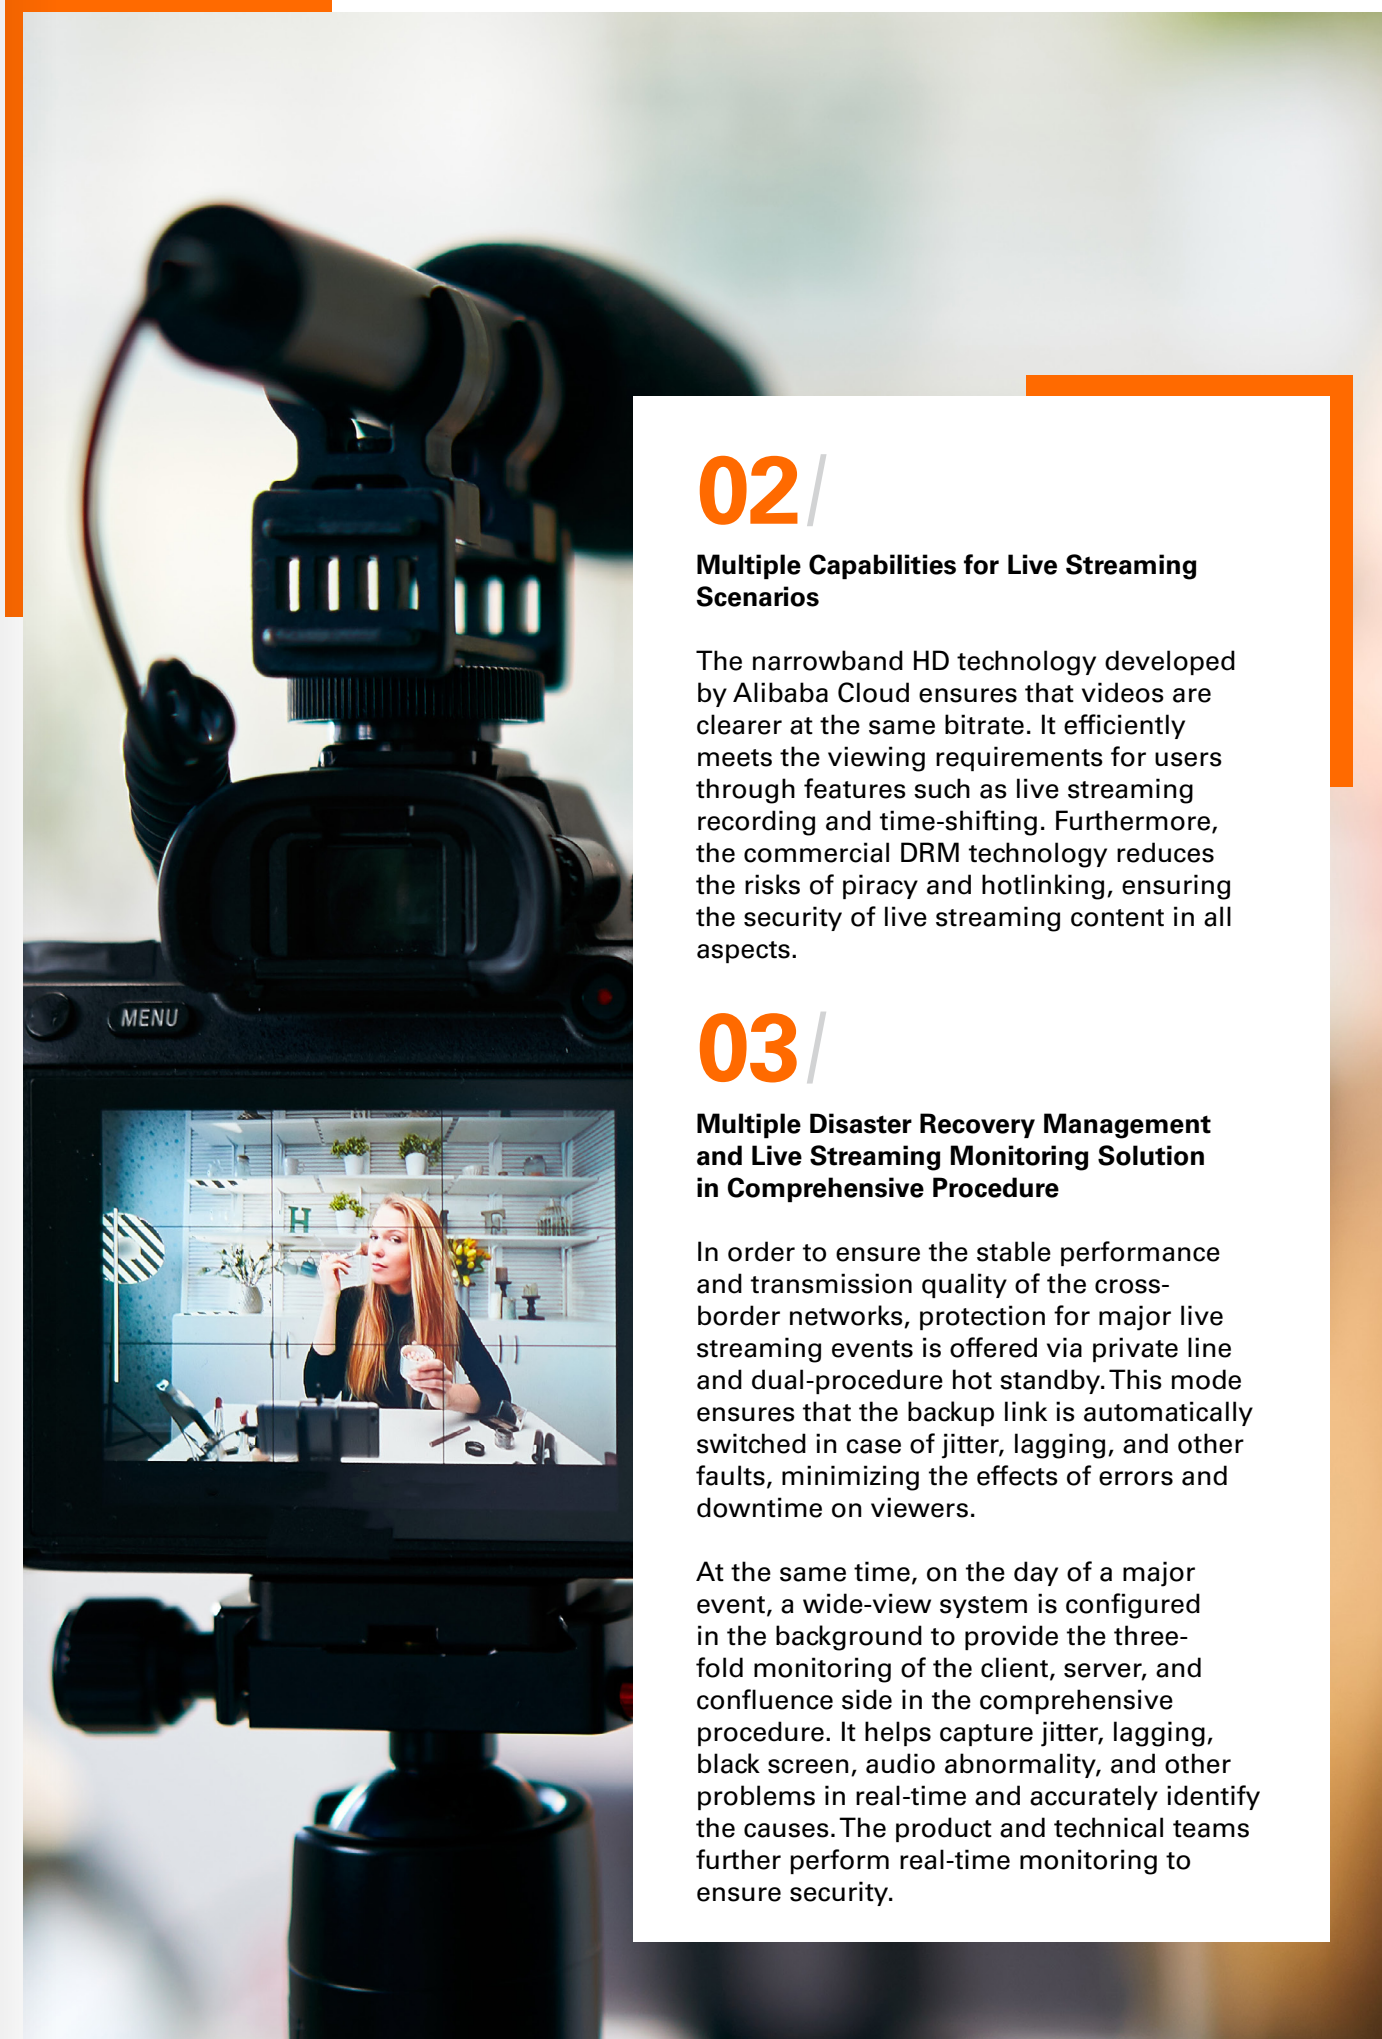 02/
Multiple Capabilities for Live Streaming
Scenarios
The narrowband HD technology developed
by Alibaba Cloud ensures that videos are
clearer at the same bitrate. It efficiently
meets the viewing requirements for users
through features such as live streaming
recording and time-shifting. Furthermore,
the commercial DRM technology reduces
the risks of piracy and hotlinking, ensuring
the security of live streaming content in all
aspects.
03/
Multiple Disaster Recovery Management
and Live Streaming Monitoring Solution
in Comprehensive Procedure
In order to ensure the stable performance
and transmission quality of the cross-
border networks, protection for major live
streaming events is offered via private line
and dual-procedure hot standby. This mode
ensures that the backup link is automatically
switched in case of jitter, lagging, and other
faults, minimizing the effects of errors and
downtime on viewers.
At the same time, on the day of a major
event, a wide-view system is configured
in the background to provide the three-
fold monitoring of the client, server, and
confluence side in the comprehensive
procedure. It helps capture jitter, lagging,
black screen, audio abnormality, and other
problems in real-time and accurately identify
the causes. The product and technical teams
further perform real-time monitoring to
ensure security.
MENU
H
E